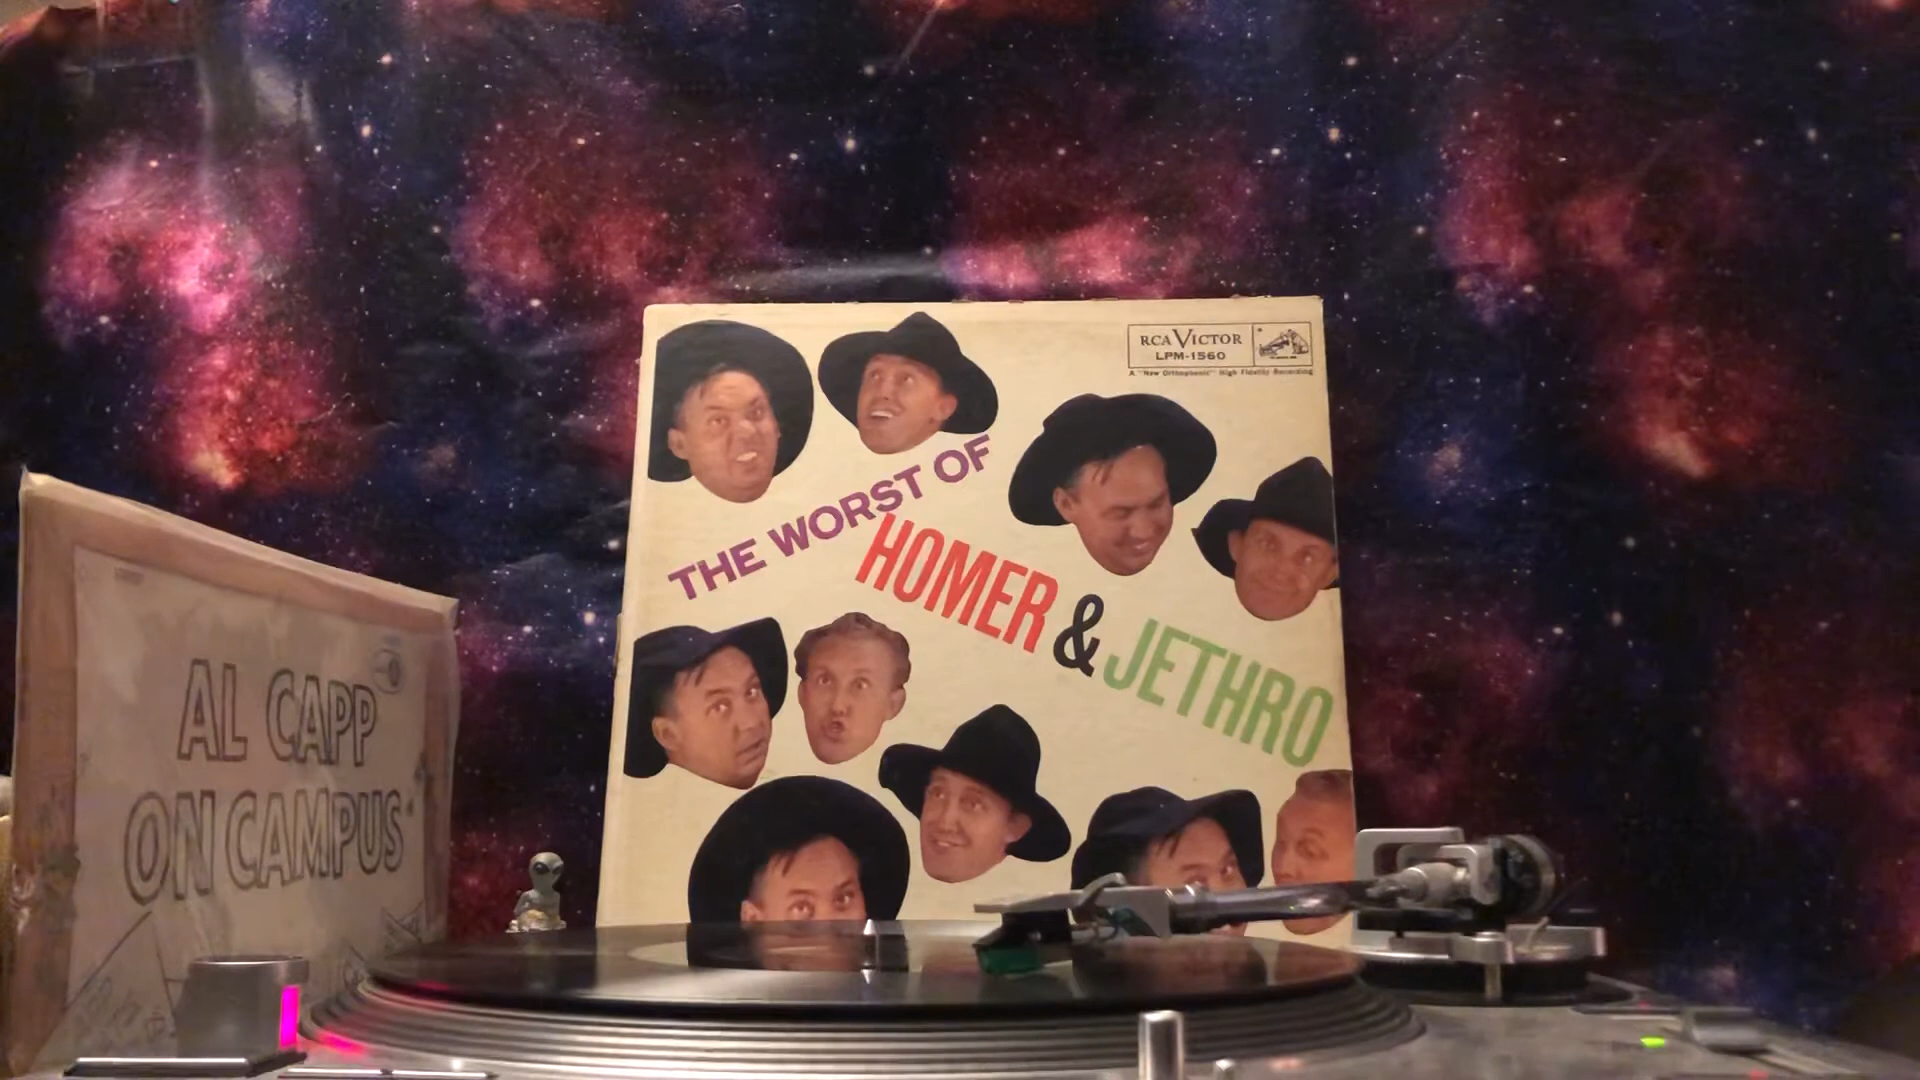 RCA VICTOR
LPM-1560
A "New Orthophonic" High Fidelity Recording
THE WORST OF
HOMER & JETHRO
AL CAPP
ON CAMPUS